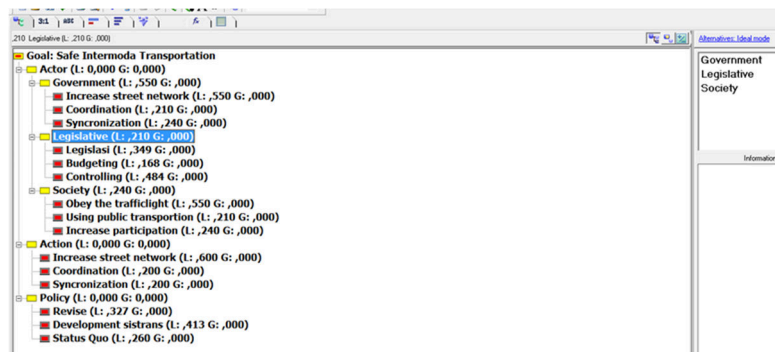 3:1
ABC
,210 Legislative (L: ,210 G: ,000)
Alternatives: Ideal mode
Goal: Safe Intermoda Transportation
Actor (L: 0,000 G: 0,000)
Government (L: ,550 G: ,000)
Increase street network (L: ,550 G: ,000)
Coordination (L: ,210 G: ,000)
Syncronization (L: ,240 G: ,000)
Legislative (L: ,210 G: ,000)
Legislasi (L: ,349 G: ,000)
Budgeting (L: ,168 G: ,000)
Controlling (L: ,484 G: ,000)
Society (L: ,240 G: ,000)
Obey the trafficlight (L: ,550 G: ,000)
Using public transportion (L: ,210 G: ,000)
Increase participation (L: ,240 G: ,000)
Action (L: 0,000 G: 0,000)
Increase street network (L: ,600 G: ,000)
Coordination (L: ,200 G: ,000)
Syncronization (L: ,200 G: ,000)
Policy (L: 0,000 G: 0,000)
Revise (L: ,327 G: ,000)
Development sistrans (L: ,413 G: ,000)
Status Quo (L: ,260 G: ,000)
Government
Legislative
Society
Information